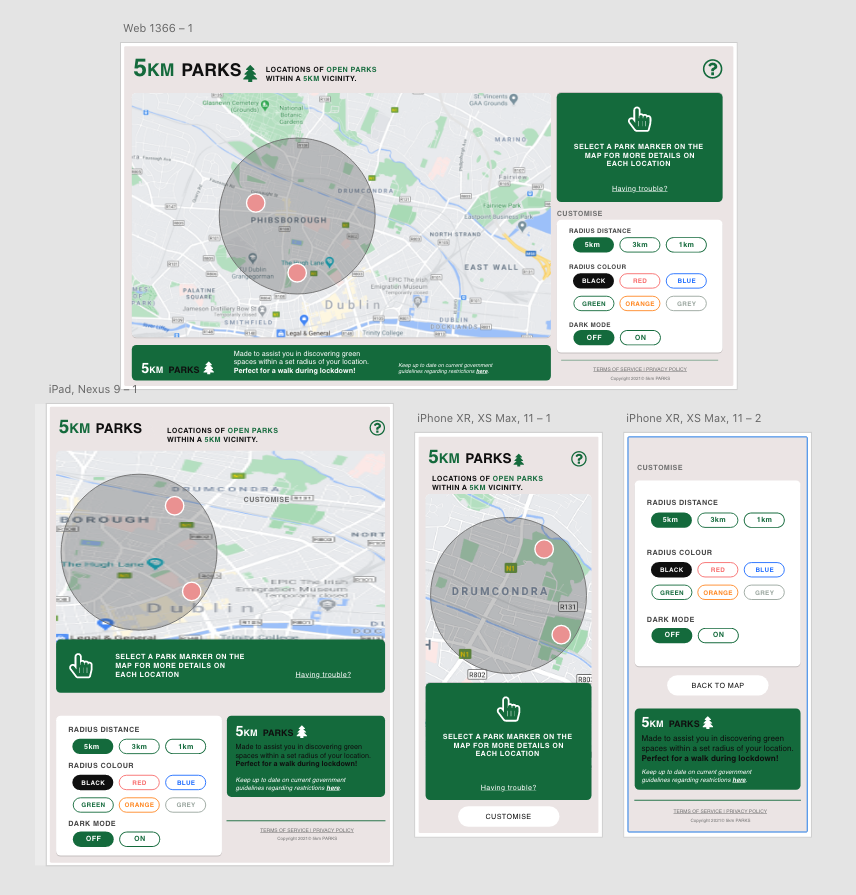 Web 1366 – 1
5KM PARKS
LOCATIONS OF OPEN PARKS
WITHIN A 5KM VICINITY.
?
Glasnevin Cemetery
(Grounds)
National
Botanic
Gardens
St. Vincents
GAA Grounds
MARINO
Fairview
DRUMCONDRA
Fairview Park
Eastpoint Business Park
PHIBSBOROUGH
NORTH STRAND
The Hugh Lane
TU Dublin
Grangegorman
EAST WALL
EPIC The Irish
Emigration Museum
Temporarily closed
PALATINE
SQUARE
Jameson Distillery Bow St
Temporarily closed
SMITHFIELD
Dublin
DUBLIN
DOCKLANDS
Legal & General
Trinity College
SELECT A PARK MARKER ON THE
MAP FOR MORE DETAILS ON
EACH LOCATION
Having trouble?
CUSTOMISE
RADIUS DISTANCE
5km 3km 1km
RADIUS COLOUR
BLACK RED BLUE
GREEN ORANGE GREY
DARK MODE
OFF ON
TERMS OF SERVICE | PRIVACY POLICY
Copyright 2021© 5km PARKS
5KM PARKS
Made to assist you in discovering green
spaces within a set radius of your location.
Perfect for a walk during lockdown!
Keep up to date on current government
guidelines regarding restrictions here.
iPad, Nexus 9 – 1
5KM PARKS
LOCATIONS OF OPEN PARKS
WITHIN A 5KM VICINITY.
?
DRUMCONDRA
CUSTOMISE
BOROUGH
NORT
The Hugh Lane
EPIC The Irish
Emigration Museum
Temporarily closed
Dublin
Legal & General
Trinity College
SELECT A PARK MARKER ON THE
MAP FOR MORE DETAILS ON
EACH LOCATION
Having trouble?
RADIUS DISTANCE
5km 3km 1km
RADIUS COLOUR
BLACK RED BLUE
GREEN ORANGE GREY
DARK MODE
OFF ON
5KM PARKS
Made to assist you in discovering green
spaces within a set radius of your location.
Perfect for a walk during lockdown!
Keep up to date on current government
guidelines regarding restrictions here.
TERMS OF SERVICE | PRIVACY POLICY
Copyright 2021© 5km PARKS
iPhone XR, XS Max, 11 – 1
5KM PARKS
?
LOCATIONS OF OPEN PARKS
WITHIN A 5KM VICINITY.
N1
DRUMCONDRA
R131
N1
R802
R80
SELECT A PARK MARKER ON THE
MAP FOR MORE DETAILS ON
EACH LOCATION
Having trouble?
CUSTOMISE
iPhone XR, XS Max, 11 – 2
CUSTOMISE
RADIUS DISTANCE
5km 3km 1km
RADIUS COLOUR
BLACK RED BLUE
GREEN ORANGE GREY
DARK MODE
OFF ON
BACK TO MAP
5KM PARKS
Made to assist you in discovering green
spaces within a set radius of your location.
Perfect for a walk during lockdown!
Keep up to date on current government
guidelines regarding restrictions here.
TERMS OF SERVICE | PRIVACY POLICY
Copyright 2021© 5km PARKS